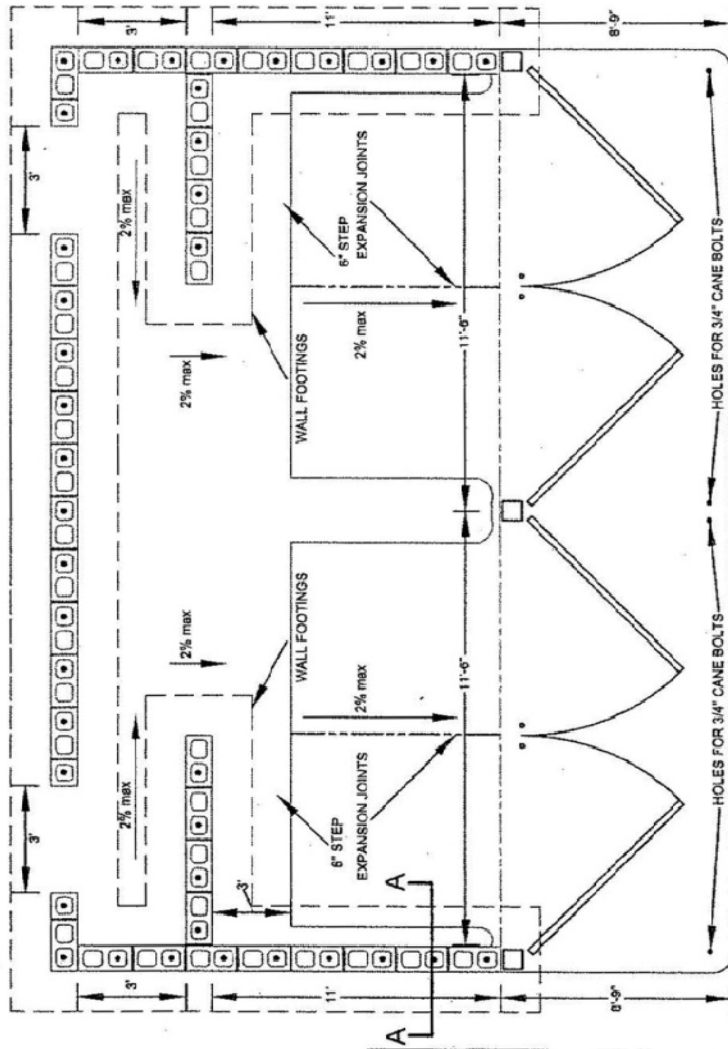 3'
11'
8'-9"
3'
2% max
6" STEP
EXPANSION JOINTS
2% max
WALL FOOTINGS
2% max
11'-6"
HOLES FOR 3/4" CANE BOLTS
2% max
WALL FOOTINGS
2% max
11'-6"
HOLES FOR 3/4" CANE BOLTS
3'
2% max
6" STEP
EXPANSION JOINTS
3'
A
A
3'
11'
8'-9"